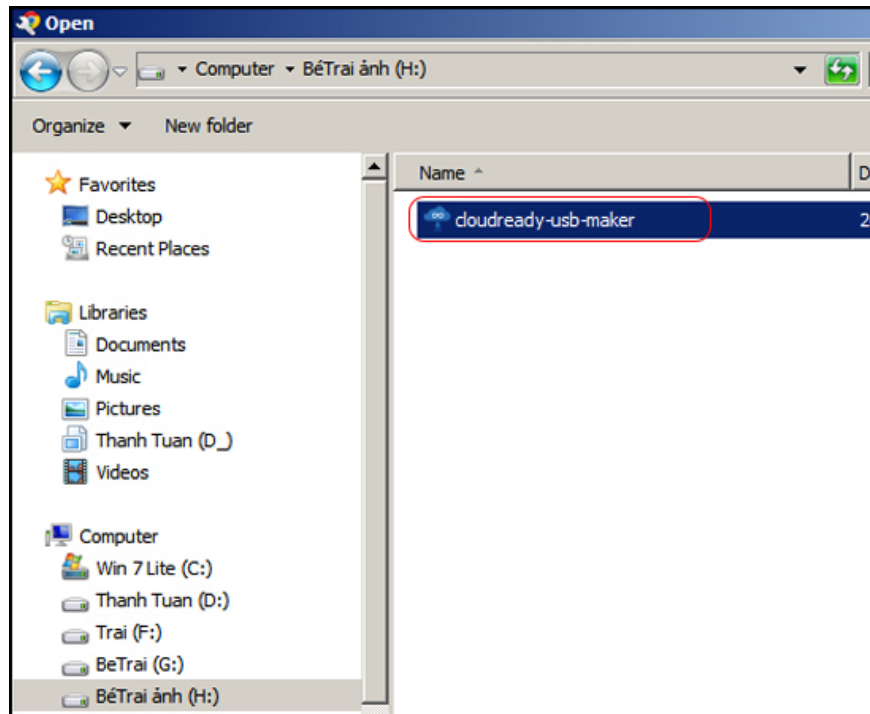 Open
Computer BéTrai ảnh (H:)
Organize New folder
Name D
cloudready-usb-maker 2
Favorites
Desktop
Recent Places
Libraries
Documents
Music
Pictures
Thanh Tuan (D_)
Videos
Computer
Win 7 Lite (C:)
Thanh Tuan (D:)
Trai (F:)
BeTrai (G:)
BéTrai ảnh (H:)